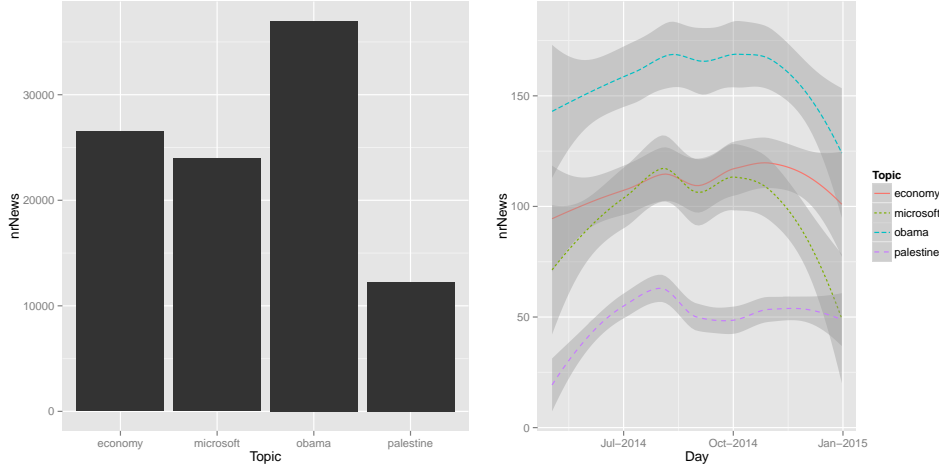 nrNews
30000
20000
10000
0
economy
microsoft
obama
palestine
Topic
nrNews
150
100
50
0
Jul−2014
Oct−2014
Jan−2015
Day
Topic
economy
microsoft
obama
palestine